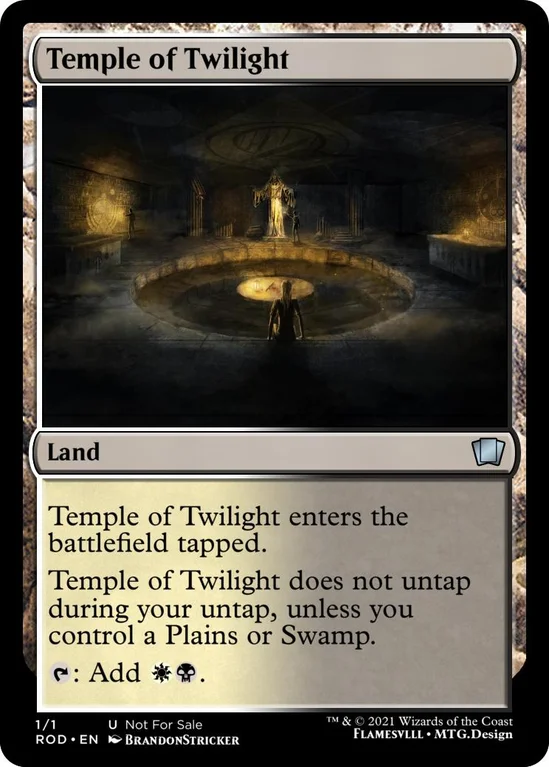 Temple of Twilight
Land
Temple of Twilight enters the
battlefield tapped.
Temple of Twilight does not untap
during your untap, unless you
control a Plains or Swamp.
: Add .
1/1 U Not For Sale
ROD • EN BRANDONSTRICKER
™ & © 2021 Wizards of the Coast
FLAMESVLLL • MTG.DESIGN